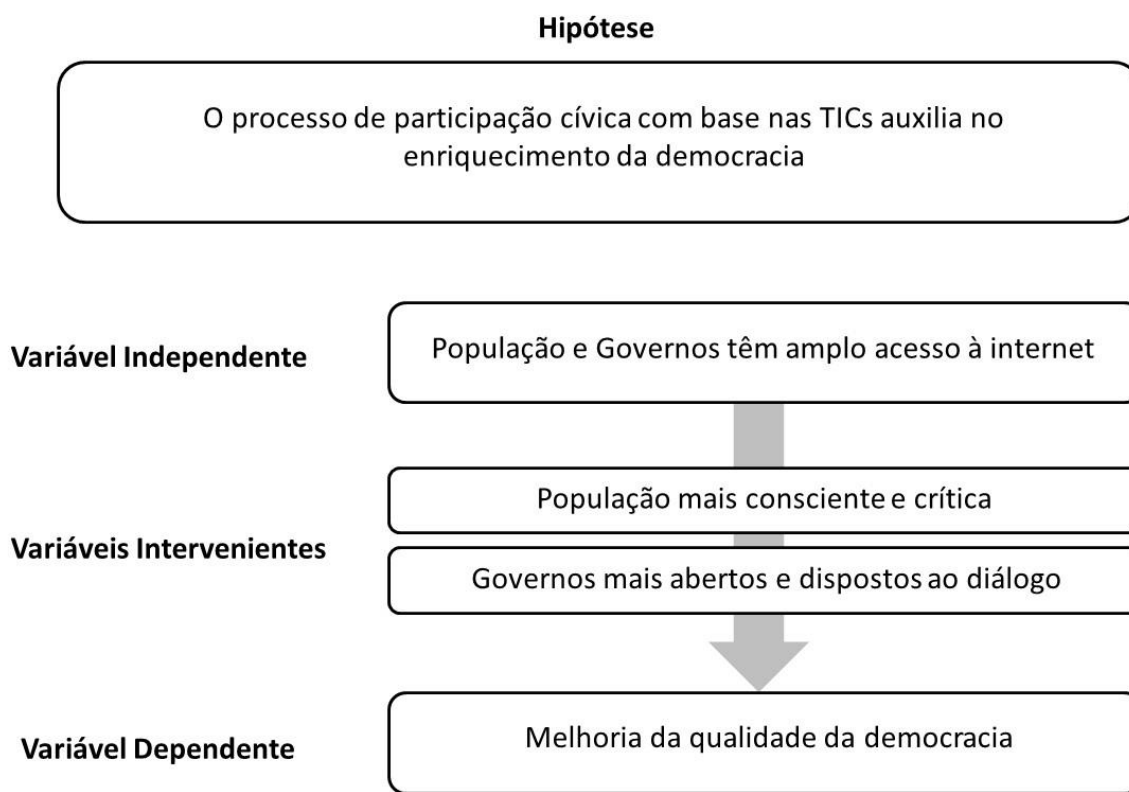 Hipótese
O processo de participação cívica com base nas TICs auxilia no
enriquecimento da democracia
Variável Independente
População e Governos têm amplo acesso à internet
Variáveis Intervenientes
População mais consciente e crítica
Governos mais abertos e dispostos ao diálogo
Variável Dependente
Melhoria da qualidade da democracia